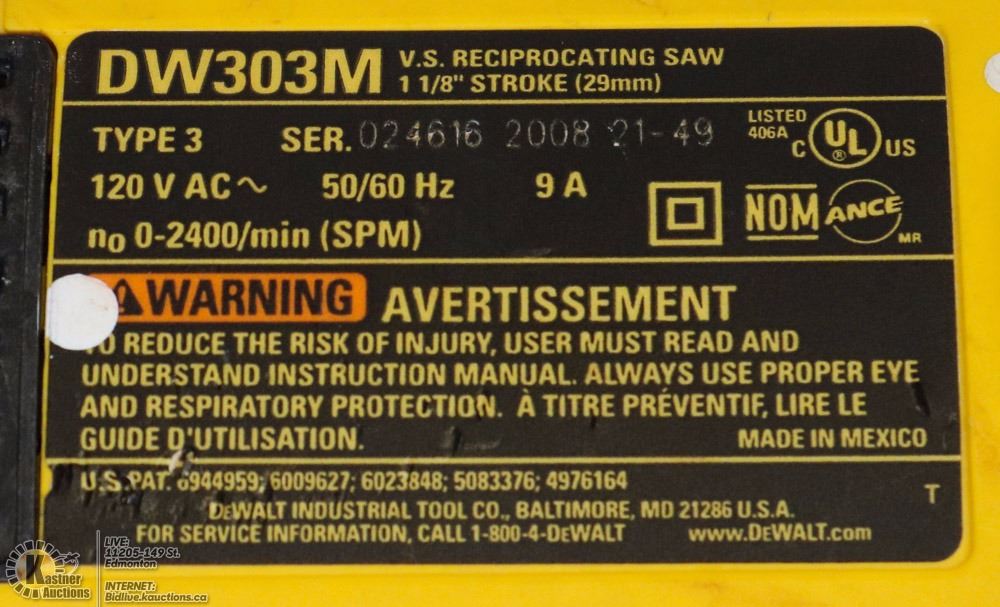 DW303M
V.S. RECIPROCATING SAW
1 1/8" STROKE (29mm)
TYPE 3 SER. 024616 2008 21-49
LISTED
406A
C UL ® US
120 V AC~ 50/60 Hz 9 A
NOM ANCE
MR
no 0-2400/min (SPM)
WARNING AVERTISSEMENT
TO REDUCE THE RISK OF INJURY, USER MUST READ AND
UNDERSTAND INSTRUCTION MANUAL. ALWAYS USE PROPER EYE
AND RESPIRATORY PROTECTION. À TITRE PRÉVENTIF, LIRE LE
GUIDE D'UTILISATION. MADE IN MEXICO
U.S. PAT. 6944959; 6009627; 6023848; 5083376; 4976164
T
DEWALT INDUSTRIAL TOOL CO., BALTIMORE, MD 21286 U.S.A.
FOR SERVICE INFORMATION, CALL 1-800-4-DEWALT www.DEWALT.com
Kastner
Auctions
LIVE:
11205-149 St.
Edmonton
INTERNET:
Bidlive.kauctions.ca